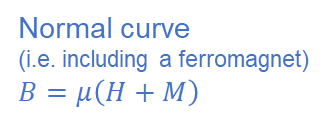 Normal curve
(i.e. including a ferromagnet)
B = μ(H + M)